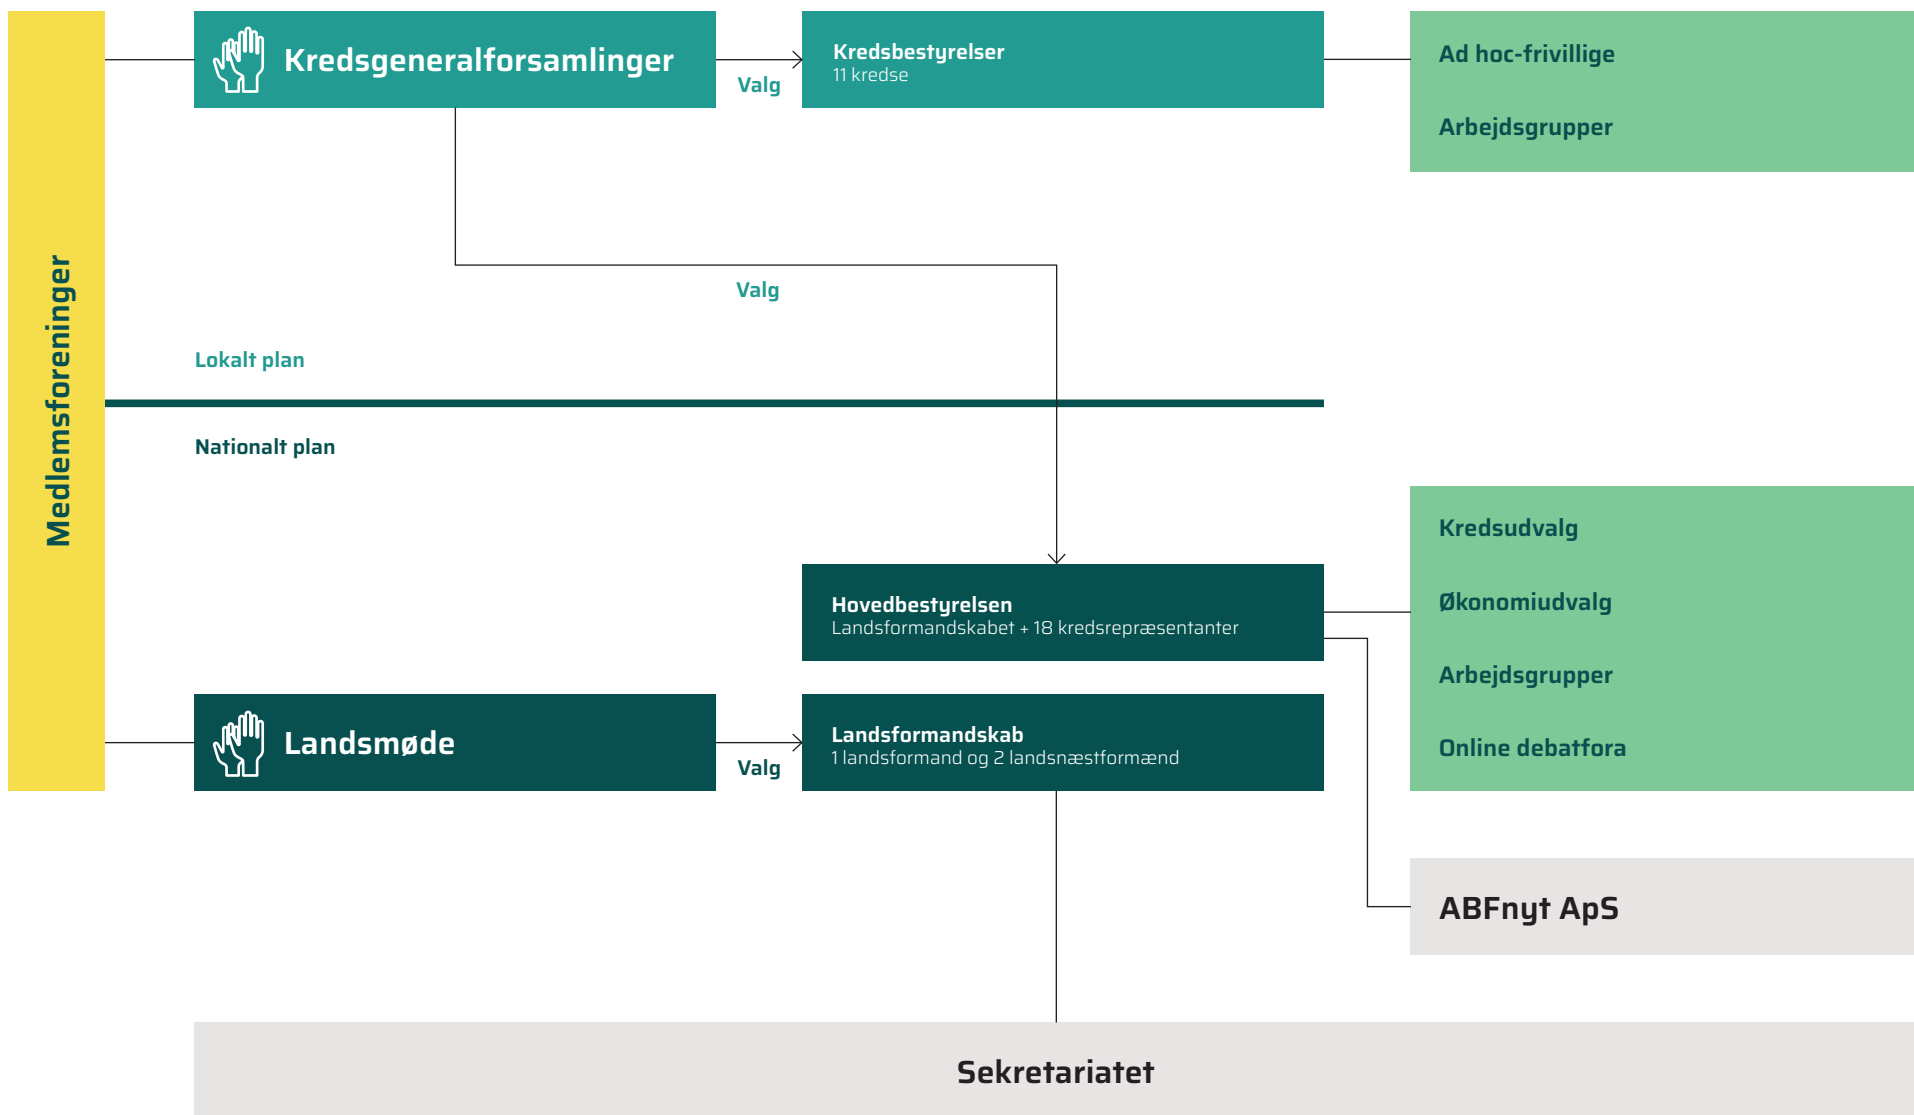 Medlemsforeninger
Kredsgeneralforsamlinger
Valg
Kredsbestyrelser
11 kredse
Ad hoc-frivillige
Arbejdsgrupper
Valg
Lokalt plan
Nationalt plan
Hovedbestyrelsen
Landsformandskabet + 18 kredsrepræsentanter
Kredsudvalg
Økonomiudvalg
Arbejdsgrupper
Online debatfora
Landsmøde
Valg
Landsformandskab
1 landsformand og 2 landsnæstformænd
ABFnyt ApS
Sekretariatet